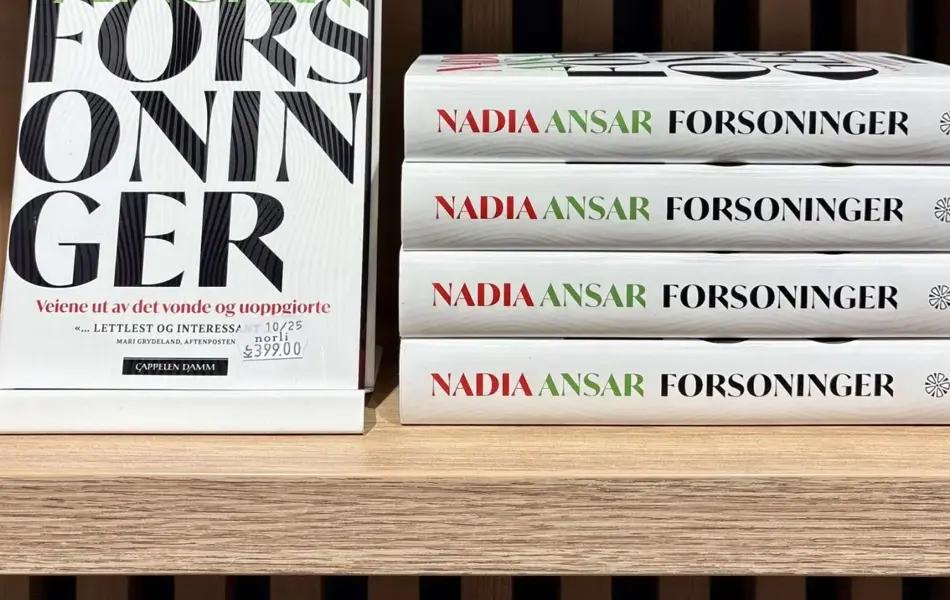 FORS
ONIN
GER
Veiene ut av det vonde og uoppgjorte
«... LETTLEST OG INTERESSANT
MARI GRYDELAND, AFTENPOSTEN
10/25
norli
kr399.00
CAPPELEN DAMM
NADIA ANSAR FORSONINGER
NADIA ANSAR FORSONINGER
NADIA ANSAR FORSONINGER
NADIA ANSAR FORSONINGER